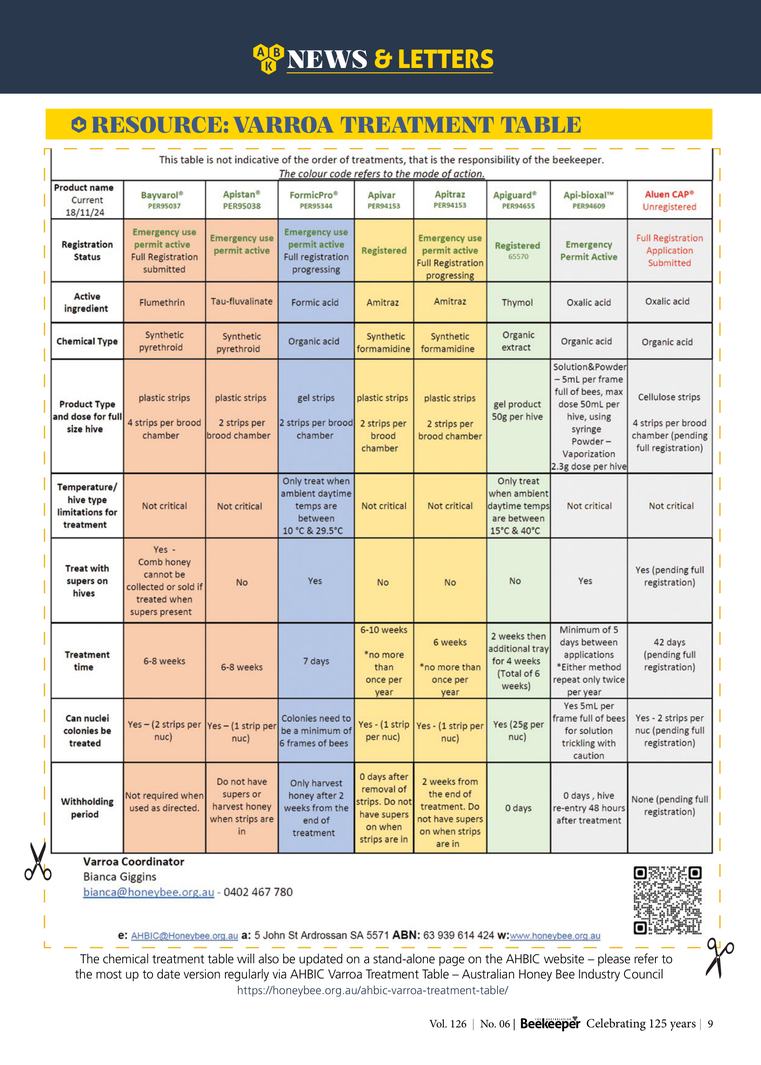 ABK NEWS & LETTERS
RESOURCE: VARROA TREATMENT TABLE
This table is not indicative of the order of treatments, that is the responsibility of the beekeeper.
The colour code refers to the mode of action.
Product name
Current
18/11/24
Bayvarol®
PER95037
Apistan®
PER95038
FormicPro®
PER95344
Apivar
PER94153
Apitraz
PER94153
Apiguard®
PER94655
Api-bioxal™
PER94609
Aluen CAP®
Unregistered
Registration
Status
Emergency use
permit active
Full Registration
submitted
Emergency use
permit active
Emergency use
permit active
Full registration
progressing
Registered
Emergency use
permit active
Full Registration
progressing
Registered
65570
Emergency
Permit Active
Full Registration
Application
Submitted
Active
ingredient
Flumethrin
Tau-fluvalinate
Formic acid
Amitraz
Amitraz
Thymol
Oxalic acid
Oxalic acid
Chemical Type
Synthetic
pyrethroid
Synthetic
pyrethroid
Organic acid
Synthetic
formamidine
Synthetic
formamidine
Organic
extract
Organic acid
Organic acid
Product Type
and dose for full
size hive
plastic strips
4 strips per brood
chamber
plastic strips
2 strips per
brood chamber
gel strips
2 strips per brood
chamber
plastic strips
2 strips per
brood
chamber
plastic strips
2 strips per
brood chamber
gel product
50g per hive
Solution&Powder
– 5mL per frame
full of bees, max
dose 50mL per
hive, using
syringe
Powder –
Vaporization
2.3g dose per hive
Cellulose strips
4 strips per brood
chamber (pending
full registration)
Temperature/
hive type
limitations for
treatment
Not critical
Not critical
Only treat when
ambient daytime
temps are
between
10 °C & 29.5°C
Not critical
Not critical
Only treat
when ambient
daytime temps
are between
15°C & 40°C
Not critical
Not critical
Treat with
supers on
hives
Yes -
Comb honey
cannot be
collected or sold if
treated when
supers present
No
Yes
No
No
No
Yes
Yes (pending full
registration)
Treatment
time
6-8 weeks
6-8 weeks
7 days
6-10 weeks
*no more
than
once per
year
6 weeks
*no more than
once per
year
2 weeks then
additional tray
for 4 weeks
(Total of 6
weeks)
Minimum of 5
days between
applications
*Either method
repeat only twice
per year
42 days
(pending full
registration)
Can nuclei
colonies be
treated
Yes – (2 strips per
nuc)
Yes – (1 strip per
nuc)
Colonies need to
be a minimum of
6 frames of bees
Yes - (1 strip
per nuc)
Yes - (1 strip per
nuc)
Yes (25g per
nuc)
Yes 5mL per
frame full of bees
for solution
trickling with
caution
Yes - 2 strips per
nuc (pending full
registration)
Withholding
period
Not required when
used as directed.
Do not have
supers or
harvest honey
when strips are
in
Only harvest
honey after 2
weeks from the
end of
treatment
0 days after
removal of
strips. Do not
have supers
on when
strips are in
2 weeks from
the end of
treatment. Do
not have supers
on when strips
are in
0 days
0 days , hive
re-entry 48 hours
after treatment
None (pending full
registration)
Varroa Coordinator
Bianca Giggins
bianca@honeybee.org.au - 0402 467 780
e: AHBIC@Honeybee.org.au a: 5 John St Ardrossan SA 5571 ABN: 63 939 614 424 w:www.honeybee.org.au
The chemical treatment table will also be updated on a stand-alone page on the AHBIC website – please refer to
the most up to date version regularly via AHBIC Varroa Treatment Table – Australian Honey Bee Industry Council
https://honeybee.org.au/ahbic-varroa-treatment-table/
Vol. 126 | No. 06 | Beekeeper Celebrating 125 years | 9